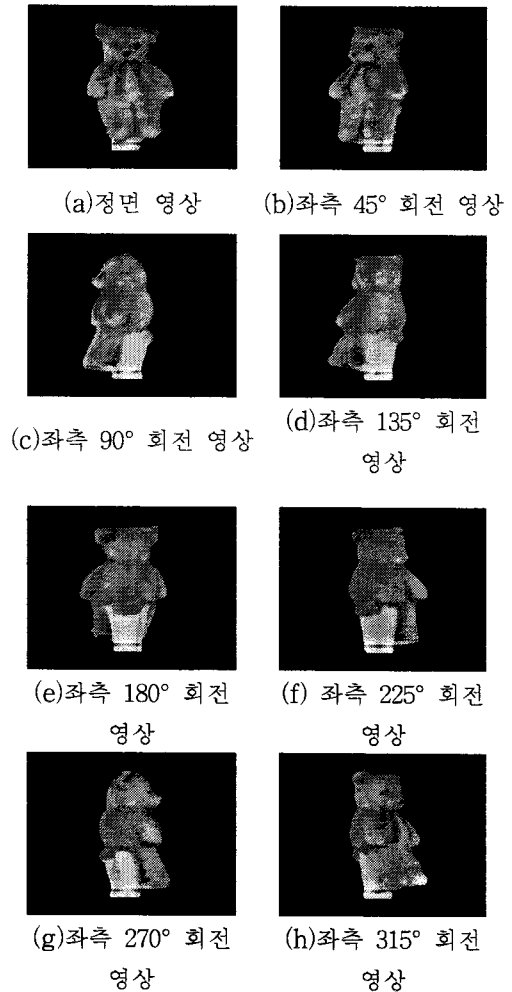 (a)정면 영상
(b)좌측 45° 회전 영상
(c)좌측 90° 회전 영상
(d)좌측 135° 회전
영상
(e)좌측 180° 회전
영상
(f) 좌측 225° 회전
영상
(g)좌측 270° 회전
영상
(h)좌측 315° 회전
영상